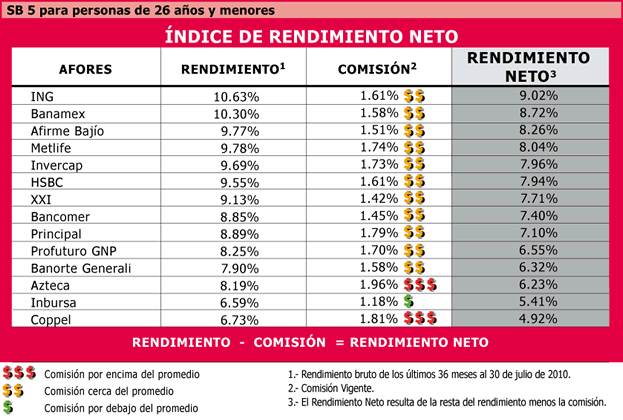 SB 5 para personas de 26 años y menores
ÍNDICE DE RENDIMIENTO NETO
AFORES RENDIMIENTO1 COMISIÓN2 RENDIMIENTO NETO3
ING 10.63% 1.61% $$ 9.02%
Banamex 10.30% 1.58% $$ 8.72%
Afirme Bajío 9.77% 1.51% $$ 8.26%
Metlife 9.78% 1.74% $$ 8.04%
Invercap 9.69% 1.73% $$ 7.96%
HSBC 9.55% 1.61% $$ 7.94%
XXI 9.13% 1.42% $$ 7.71%
Bancomer 8.85% 1.45% $$ 7.40%
Principal 8.89% 1.79% $$ 7.10%
Profuturo GNP 8.25% 1.70% $$ 6.55%
Banorte Generali 7.90% 1.58% $$ 6.32%
Azteca 8.19% 1.96% $$$ 6.23%
Inbursa 6.59% 1.18% $ 5.41%
Coppel 6.73% 1.81% $$$ 4.92%
RENDIMIENTO - COMISIÓN = RENDIMIENTO NETO
$$$ Comisión por encima del promedio
$$ Comisión cerca del promedio
$ Comisión por debajo del promedio
1.- Rendimiento bruto de los últimos 36 meses al 30 de julio de 2010.
2.- Comisión Vigente.
3.- El Rendimiento Neto resulta de la resta del rendimiento menos la comisión.